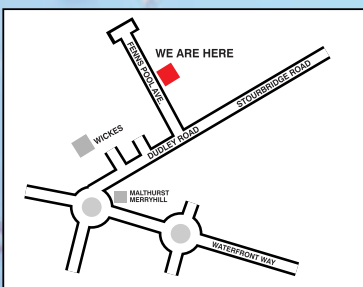 WE ARE HERE
FENNS POOL AVE.
STOURBRIDGE ROAD
WICKES
DUDLEY ROAD
MALTHURST
MERRYHILL
WATERFRONT WAY